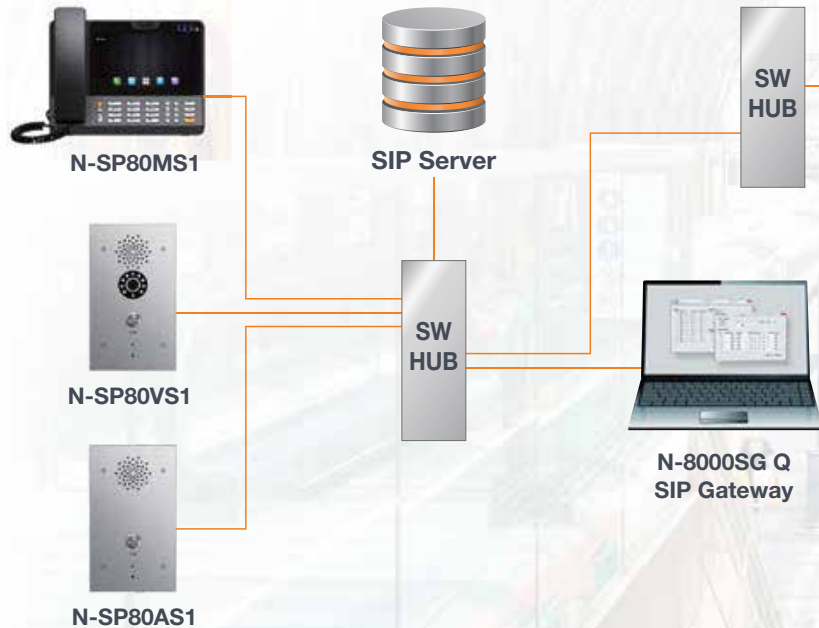 N-SP80MS1
SIP Server
SW
HUB
N-SP80VS1
SW
HUB
N-8000SG Q
SIP Gateway
N-SP80AS1